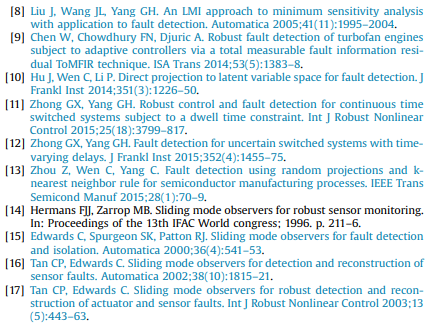 [8] Liu J, Wang JL, Yang GH. An LMI approach to minimum sensitivity analysis
with application to fault detection. Automatica 2005;41(11):1995–2004.
[9] Chen W, Chowdhury FN, Djuric A. Robust fault detection of turbofan engines
subject to adaptive controllers via a total measurable fault information resi-
dual ToMFIR technique. ISA Trans 2014;53(5):1383–8.
[10] Hu J, Wen C, Li P. Direct projection to latent variable space for fault detection. J
Frankl Inst 2014;351(3):1226–50.
[11] Zhong GX, Yang GH. Robust control and fault detection for continuous time
switched systems subject to a dwell time constraint. Int J Robust Nonlinear
Control 2015;25(18):3799–817.
[12] Zhong GX, Yang GH. Fault detection for uncertain switched systems with time-
varying delays. J Frankl Inst 2015;352(4):1455–75.
[13] Zhou Z, Wen C, Yang C. Fault detection using random projections and k-
nearest neighbor rule for semiconductor manufacturing processes. IEEE Trans
Semicond Manuf 2015;28(1):70–9.
[14] Hermans FJJ, Zarrop MB. Sliding mode observers for robust sensor monitoring.
In: Proceedings of the 13th IFAC World congress; 1996. p. 211–6.
[15] Edwards C, Spurgeon SK, Patton RJ. Sliding mode observers for fault detection
and isolation. Automatica 2000;36(4):541–53.
[16] Tan CP, Edwards C. Sliding mode observers for detection and reconstruction of
sensor faults. Automatica 2002;38(10):1815–21.
[17] Tan CP, Edwards C. Sliding mode observers for robust detection and recon-
struction of actuator and sensor faults. Int J Robust Nonlinear Control 2003;13
(5):443–63.